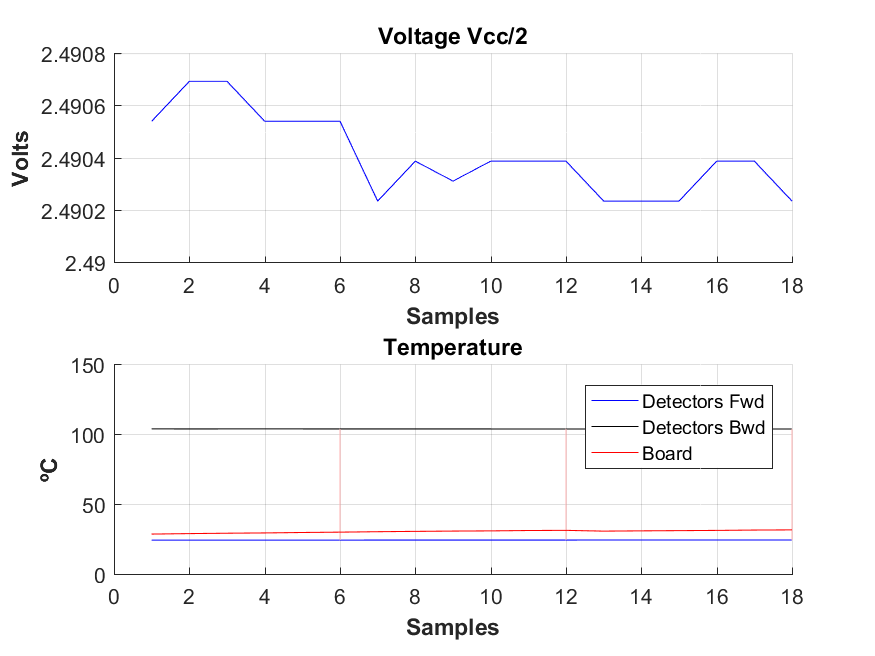 Voltage Vcc/2
2.4908
2.4906
2.4904
2.4902
2.49
Volts
0 2 4 6 8 10 12 14 16 18
Samples
Temperature
150
100
50
0
ºC
Detectors Fwd
Detectors Bwd
Board
0 2 4 6 8 10 12 14 16 18
Samples